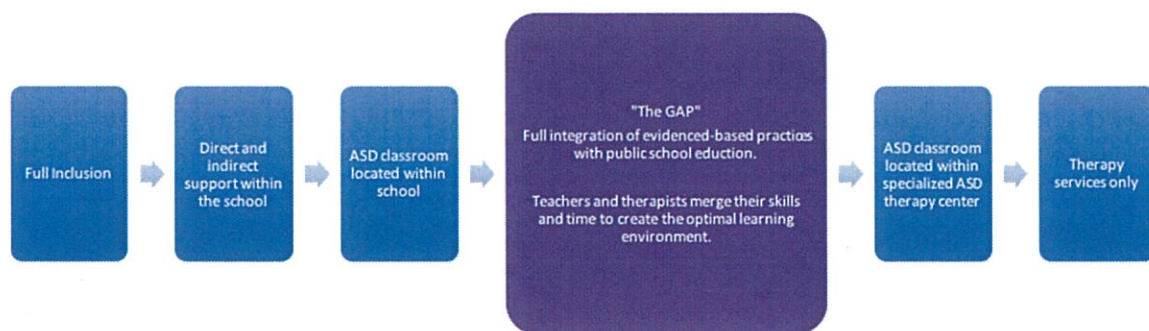 Full Inclusion
Direct and
indirect
support within
the school
ASD classroom
located within
school
"The GAP"
Full integration of evidenced-based practices
with public school eduction.
Teachers and therapists merge their skills
and time to create the optimal learning
environment.
ASD classroom
located within
specialized ASD
therapy center
Therapy
services only